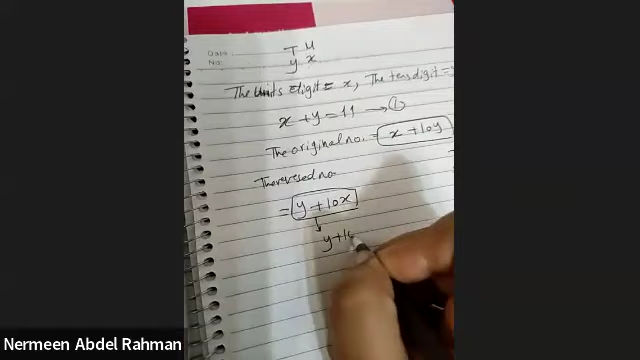 Date:
No:
T U
y x
The units digit = x, The tens digit = y
x + y = 11 → ①
The original no. = x + 10y
The reversed no.
= y + 10x
y + 1
Nermeen Abdel Rahman